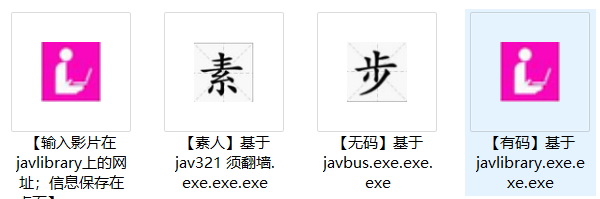 素
步
【输入影片在
javlibrary上的网
址；信息保存在
【素人】基于
jav321 须翻墙.
exe.exe.exe
【无码】基于
javbus.exe.exe.
exe
【有码】基于
javlibrary.exe.e
xe.exe